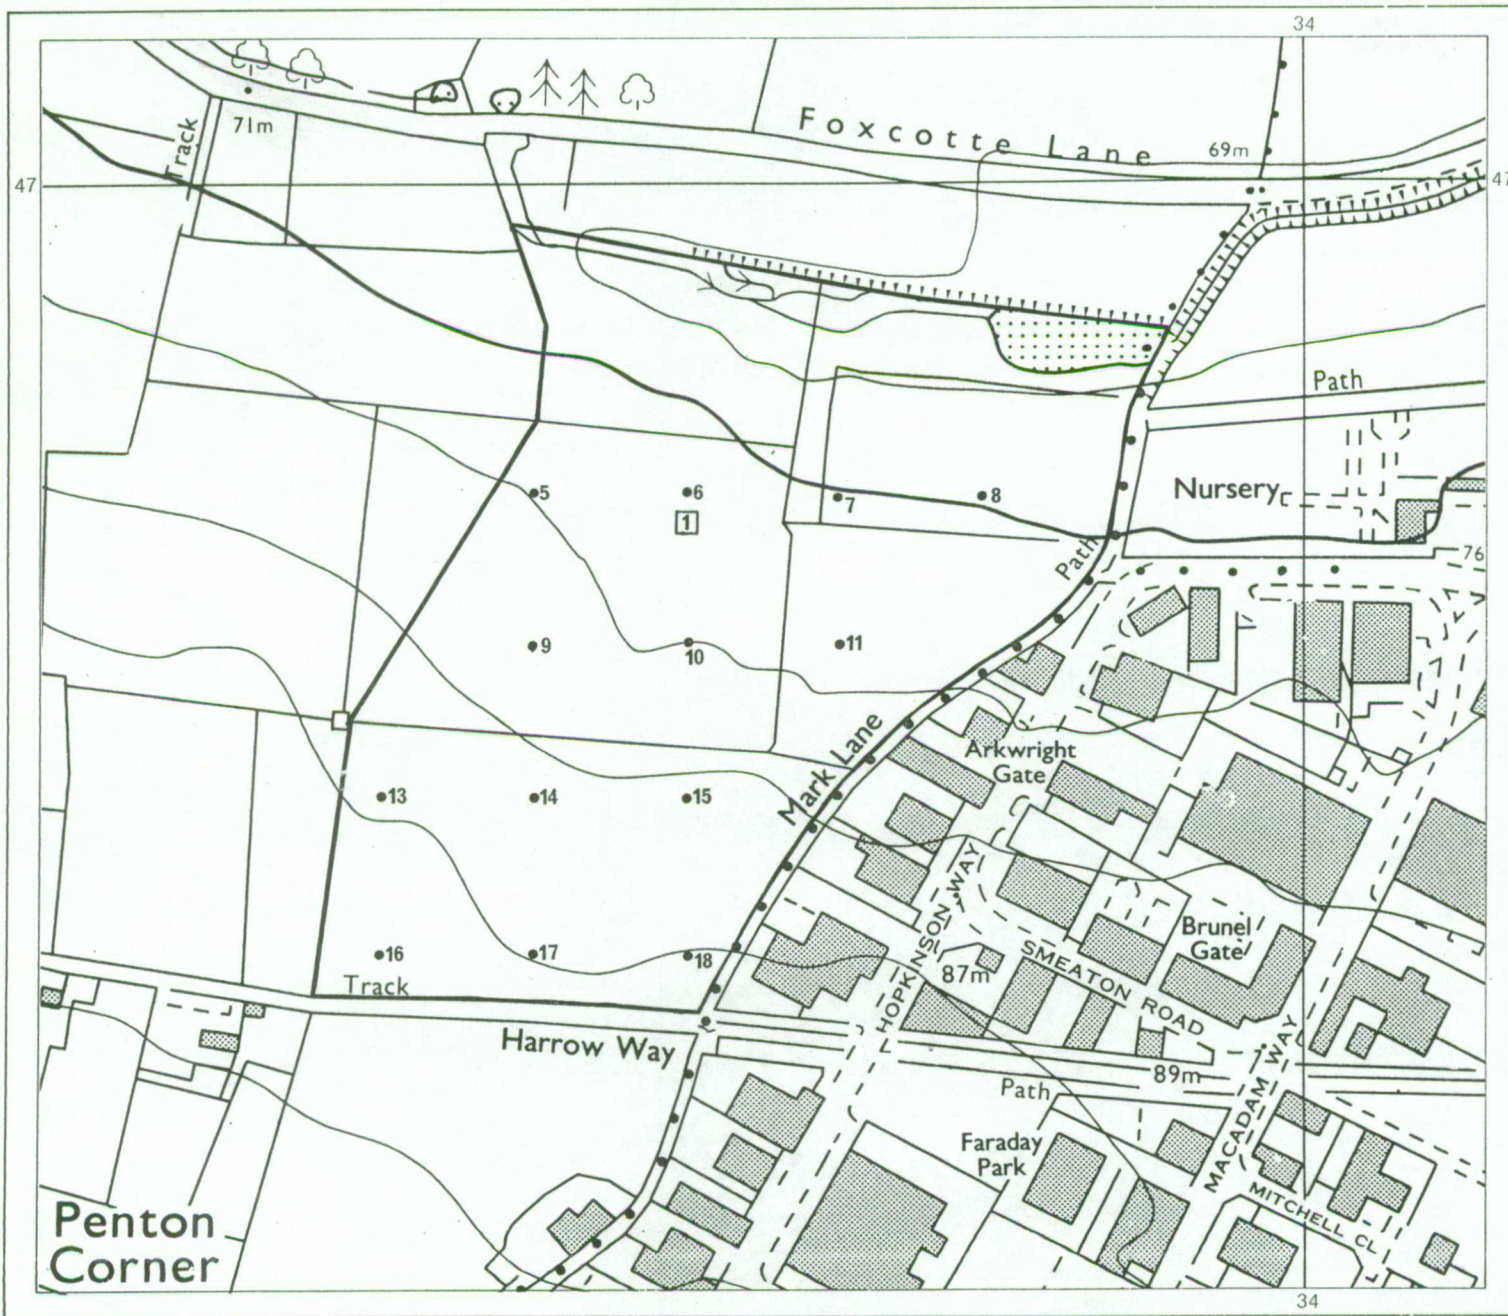 34
Foxcotte Lane
71m
Track
69m
47
47
Path
5
6
1
7
8
Nursery
Path
76
9
10
11
Mark Lane
Arkwright
Gate
13
14
15
HOPKINSON WAY
SMEATON ROAD
Brunel
Gate
16
17
18
87m
Track
Harrow Way
89m
Path
MACADAM WAY
Faraday
Park
MITCHELL CL
Penton
Corner
34